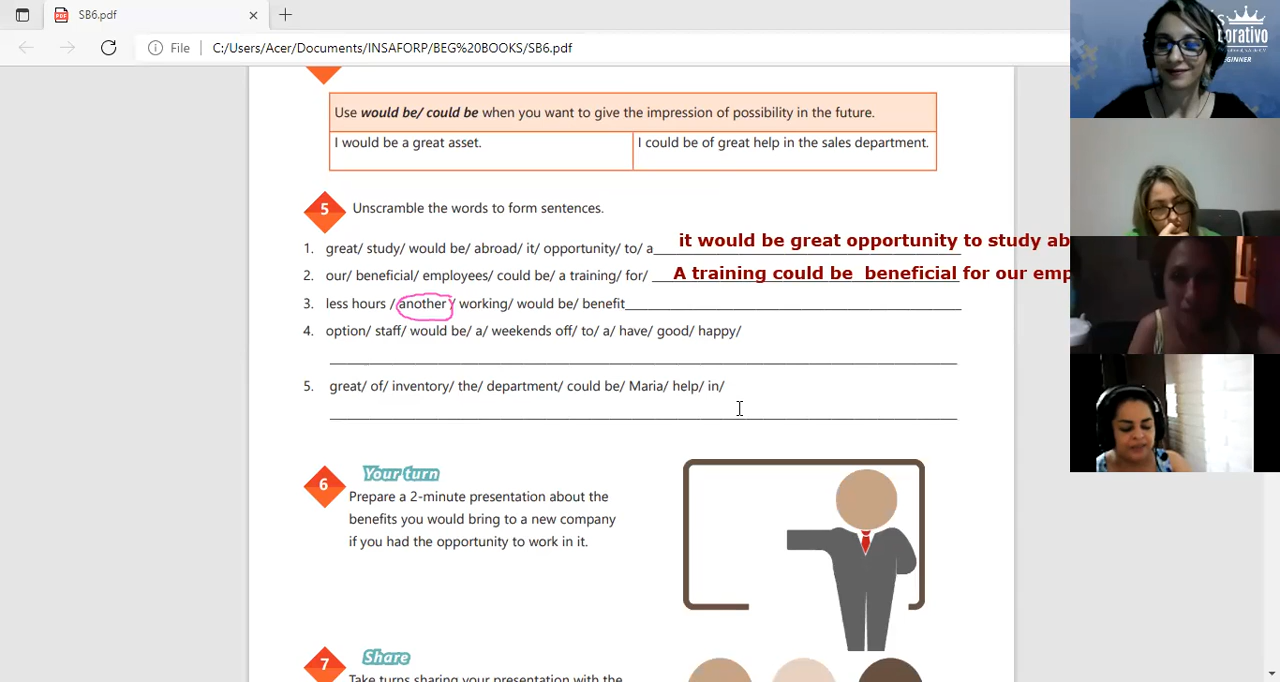 SB6.pdf
File
C:/Users/Acer/Documents/INSAFORP/BEG%20BOOKS/SB6.pdf
Use would be/ could be when you want to give the impression of possibility in the future.
I would be a great asset.
I could be of great help in the sales department.
5 Unscramble the words to form sentences.
1. great/ study/ would be/ abroad/ it/ opportunity/ to/ a
it would be great opportunity to study ab
2. our/ beneficial/ employees/ could be/ a training/ for/
A training could be beneficial for our emp
3. less hours / another / working/ would be/ benefit
4. option/ staff/ would be/ a/ weekends off/ to/ a/ have/ good/ happy/
5. great/ of/ inventory/ the/ department/ could be/ Maria/ help/ in/
6 Your turn
Prepare a 2-minute presentation about the
benefits you would bring to a new company
if you had the opportunity to work in it.
7 Share
Take turns sharing your presentation with the